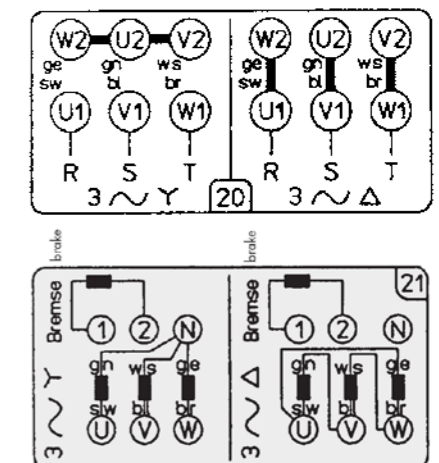 W2 U2 V2 W2 U2 V2
ge gn ws ge gn ws
sw bl br sw bl br
U1 V1 W1 U1 V1 W1
R S T R S T
3 ～ Y 20 3 ～ Δ
brake brake
21
Bremse 1 2 N Bremse 1 2 N
gn ws ge gn ws ge
sw bl br sw bl br
3 ～ Y U V W 3 ～ Δ U V W